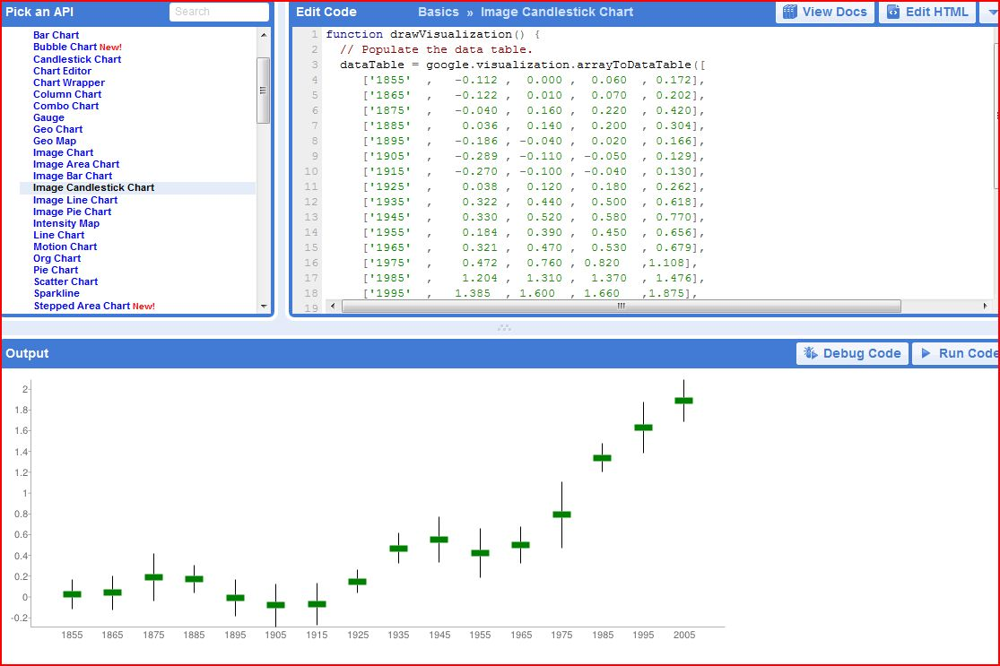 Pick an API
Search
Bar Chart
Bubble Chart New!
Candlestick Chart
Chart Editor
Chart Wrapper
Column Chart
Combo Chart
Gauge
Geo Chart
Geo Map
Image Chart
Image Area Chart
Image Bar Chart
Image Candlestick Chart
Image Line Chart
Image Pie Chart
Intensity Map
Line Chart
Motion Chart
Org Chart
Pie Chart
Scatter Chart
Sparkline
Stepped Area Chart New!
Edit Code Basics » Image Candlestick Chart View Docs Edit HTML
1 function drawVisualization() {
2 // Populate the data table.
3 dataTable = google.visualization.arrayToDataTable([
4 ['1855' , -0.112 , 0.000 , 0.060 , 0.172],
5 ['1865' , -0.122 , 0.010 , 0.070 , 0.202],
6 ['1875' , -0.040 , 0.160 , 0.220 , 0.420],
7 ['1885' , 0.036 , 0.140 , 0.200 , 0.304],
8 ['1895' , -0.186 , -0.040 , 0.020 , 0.166],
9 ['1905' , -0.289 , -0.110 , -0.050 , 0.129],
10 ['1915' , -0.270 , -0.100 , -0.040 , 0.130],
11 ['1925' , 0.038 , 0.120 , 0.180 , 0.262],
12 ['1935' , 0.322 , 0.440 , 0.500 , 0.618],
13 ['1945' , 0.330 , 0.520 , 0.580 , 0.770],
14 ['1955' , 0.184 , 0.390 , 0.450 , 0.656],
15 ['1965' , 0.321 , 0.470 , 0.530 , 0.679],
16 ['1975' , 0.472 , 0.760 , 0.820 ,1.108],
17 ['1985' , 1.204 , 1.310 , 1.370 , 1.476],
18 ['1995' , 1.385 , 1.600 , 1.660 ,1.875],
19
Output Debug Code Run Code
2
1.8
1.6
1.4
1.2
1
0.8
0.6
0.4
0.2
0
-0.2
1855 1865 1875 1885 1895 1905 1915 1925 1935 1945 1955 1965 1975 1985 1995 2005